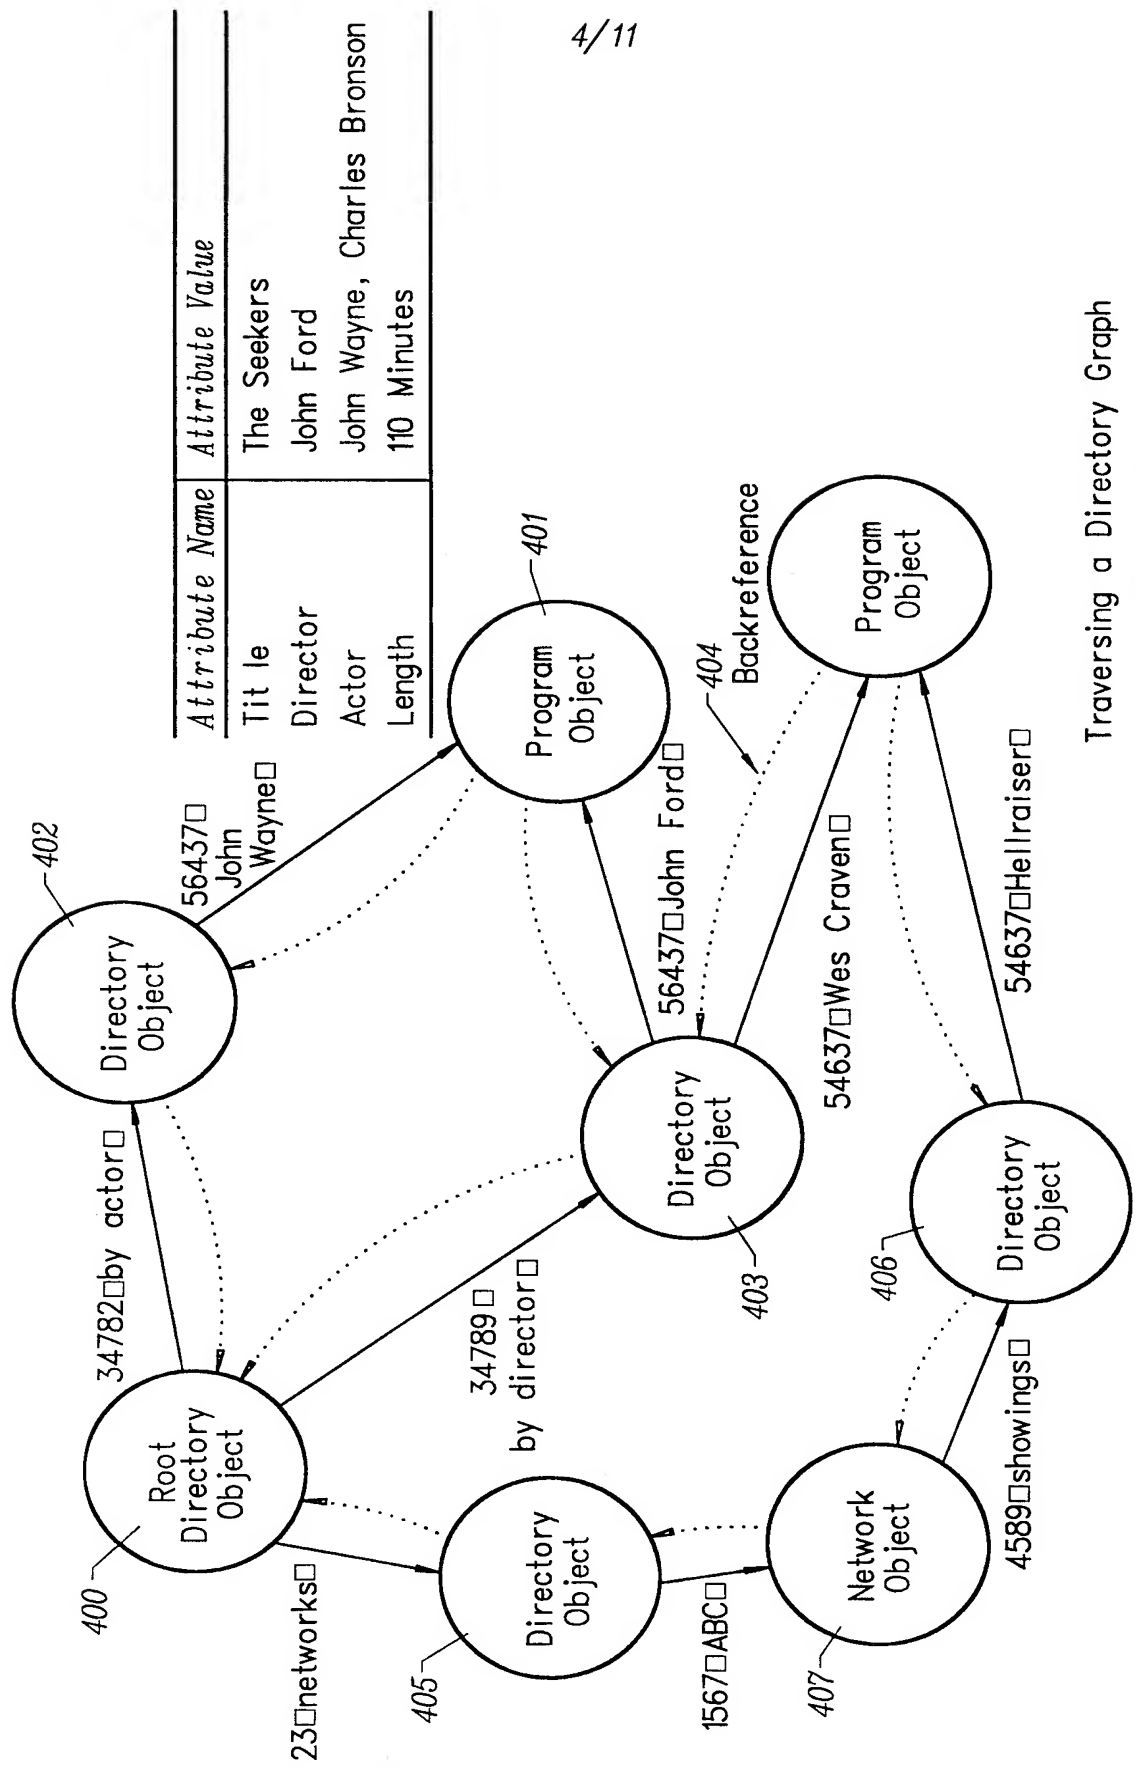 4/11
Attribute Name Attribute Value
Tit le The Seekers
Director John Ford
Actor John Wayne, Charles Bronson
Length 110 Minutes
402
Directory
Object
56437□
John
Wayne□
34782□by actor□
400
Root
Directory
Object
401
Program
Object
56437□John Ford□
34789□
by director□
Directory
Object
403
404
Backreference
23□networks□
405
Directory
Object
54637□Wes Craven□
Program
Object
1567□ABC□
407
Network
Object
406
Directory
Object
54637□Hellraiser□
4589□showings□
Traversing a Directory Graph